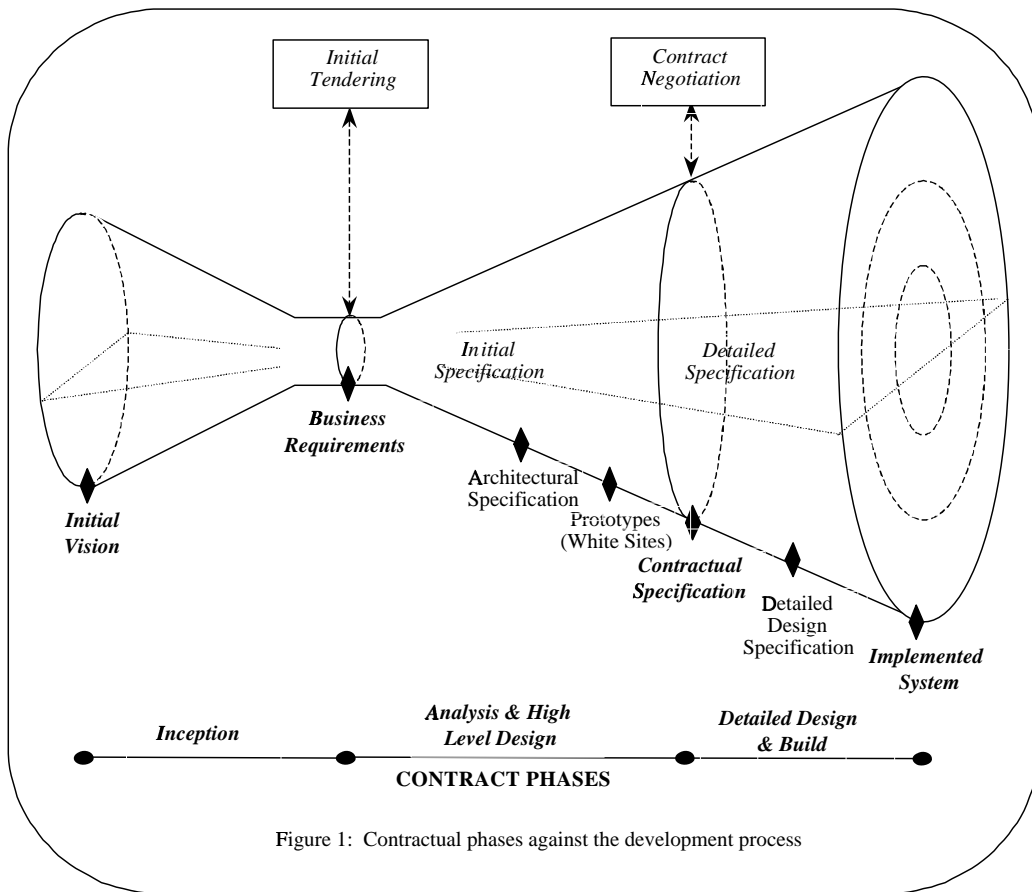 Initial
Tendering
Contract
Negotiation
Initial
Specification
Detailed
Specification
Business
Requirements
Architectural
Specification
Prototypes
(White Sites)
Initial
Vision
Contractual
Specification
Detailed
Design
Specification
Implemented
System
Inception
Analysis & High
Level Design
Detailed Design
& Build
CONTRACT PHASES
Figure 1: Contractual phases against the development process